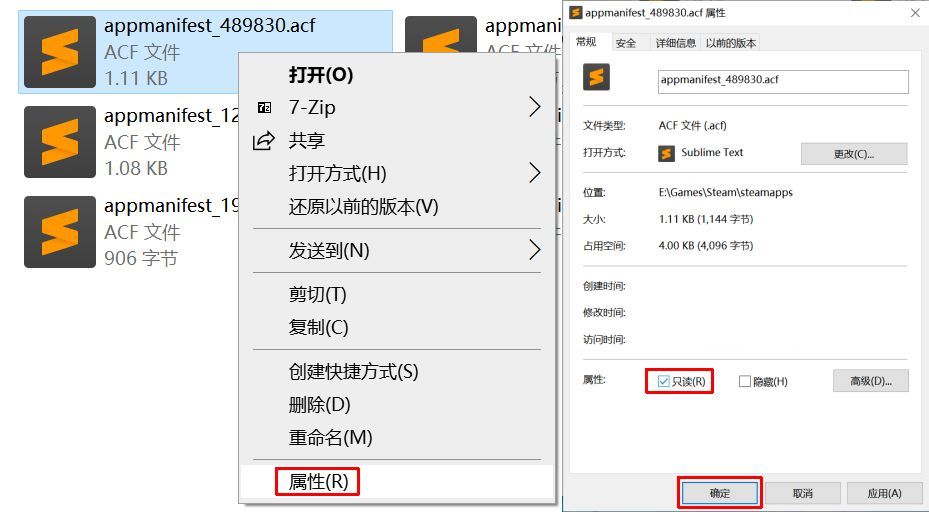 appmanifest_489830.acf
ACF 文件
1.11 KB
appmanifest_12
ACF 文件
1.08 KB
appmanifest_19
ACF 文件
906 字节
appmanifest
打开(O)
7-Zip
共享
打开方式(H)
还原以前的版本(V)
发送到(N)
剪切(T)
复制(C)
创建快捷方式(S)
删除(D)
重命名(M)
属性(R)
appmanifest_489830.acf 属性
常规 安全 详细信息 以前的版本
appmanifest_489830.acf
文件类型: ACF 文件 (.acf)
打开方式: Sublime Text 更改(C)...
位置: E:\Games\Steam\steamapps
大小: 1.11 KB (1,144 字节)
占用空间: 4.00 KB (4,096 字节)
创建时间:
修改时间:
访问时间:
属性: 只读(R) 隐藏(H) 高级(D)...
确定 取消 应用(A)